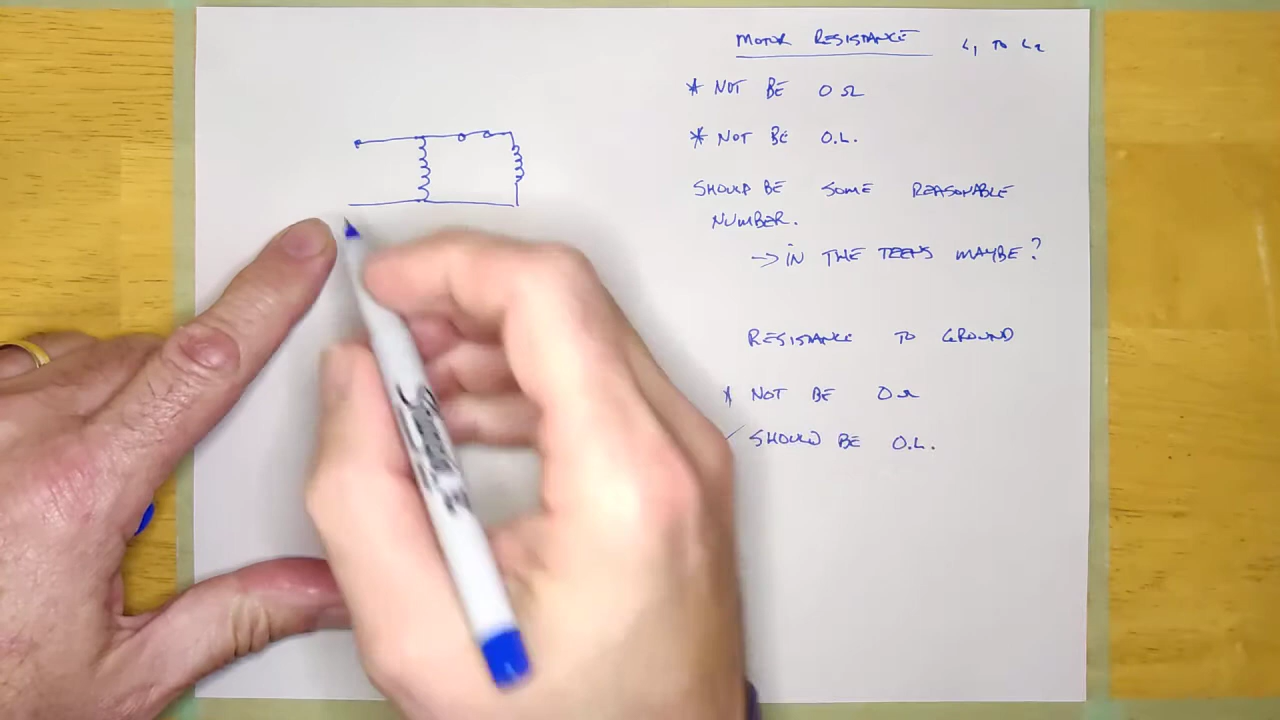 MOTOR RESISTANCE L1 TO L2
* NOT BE 0 Ω
* NOT BE O.L.
SHOULD BE SOME REASONABLE
NUMBER.
→ IN THE TEENS MAYBE?
RESISTANCE TO GROUND
* NOT BE 0 Ω
✓ SHOULD BE O.L.